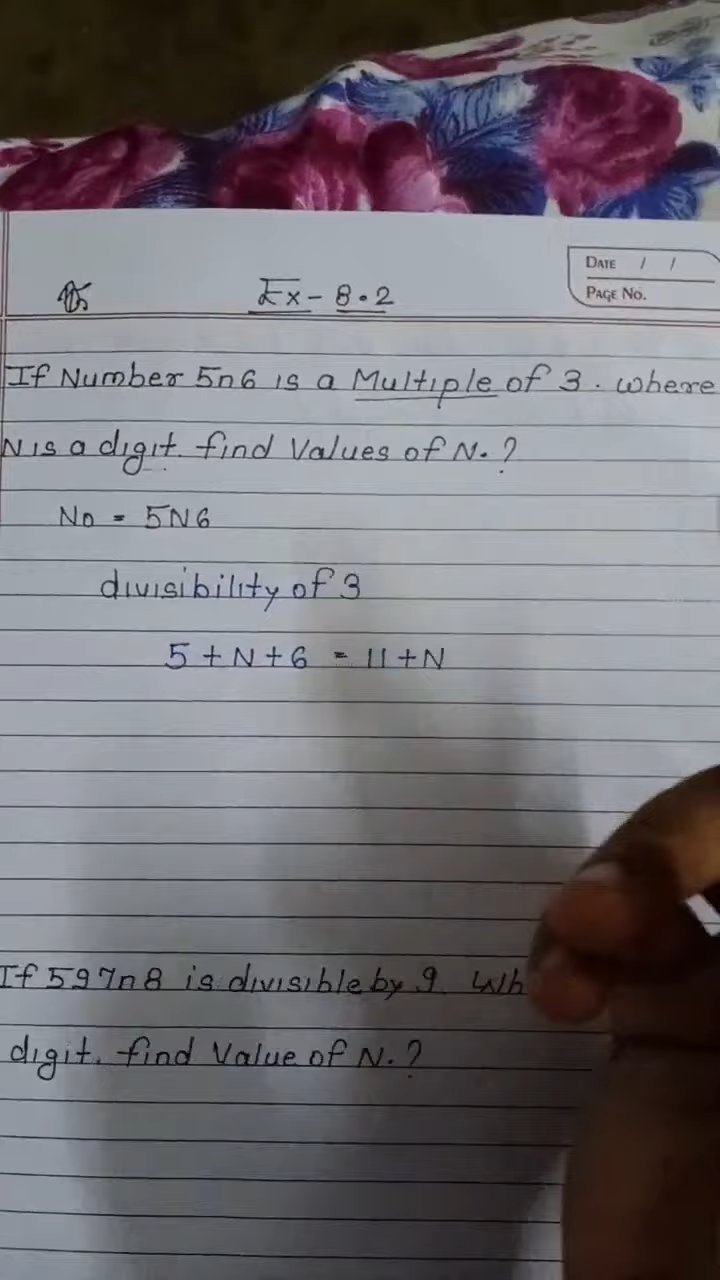 Ex-8.2
DATE / /
PAGE NO.
If Number 5n6 is a Multiple of 3. where
N is a digit. find Values of N.?
No = 5N6
divisibility of 3
5+N+6 = 11+N
If 597n8 is divisible by 9
digit. find Value of N.?